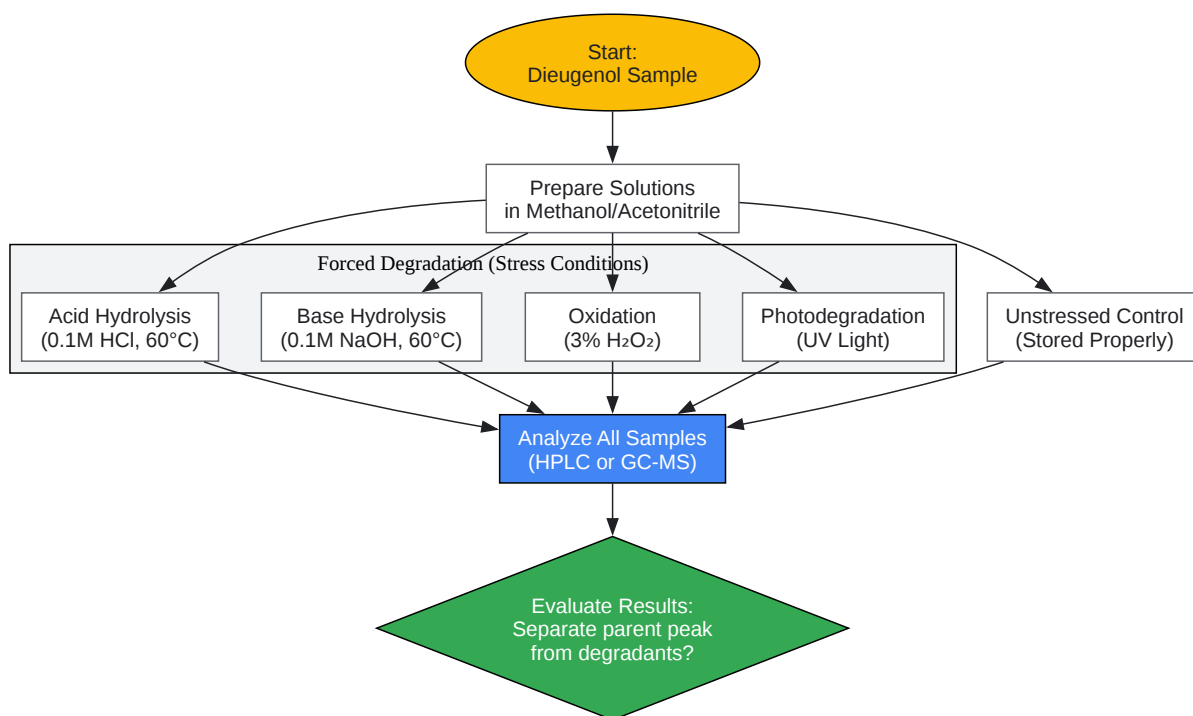 Start:
Dieugenol Sample
Prepare Solutions
in Methanol/Acetonitrile
Forced Degradation (Stress Conditions)
Acid Hydrolysis
(0.1M HCl, 60°C)
Base Hydrolysis
(0.1M NaOH, 60°C)
Oxidation
(3% H₂O₂)
Photodegradation
(UV Light)
Unstressed Control
(Stored Properly)
Analyze All Samples
(HPLC or GC-MS)
Evaluate Results:
Separate parent peak
from degradants?